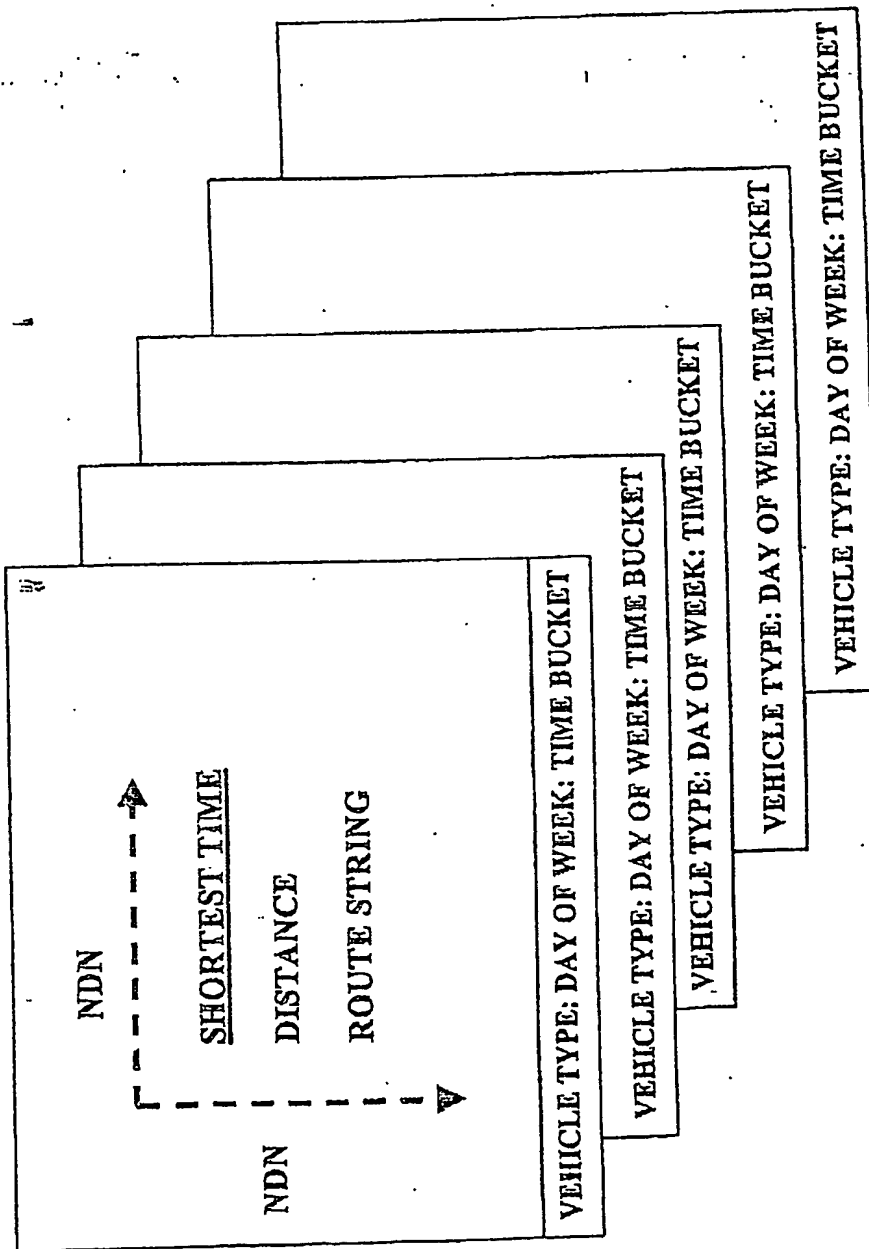 NDN
NDN
SHORTEST TIME
DISTANCE
ROUTE STRING
VEHICLE TYPE: DAY OF WEEK: TIME BUCKET
VEHICLE TYPE: DAY OF WEEK: TIME BUCKET
VEHICLE TYPE: DAY OF WEEK: TIME BUCKET
VEHICLE TYPE: DAY OF WEEK: TIME BUCKET
VEHICLE TYPE: DAY OF WEEK: TIME BUCKET